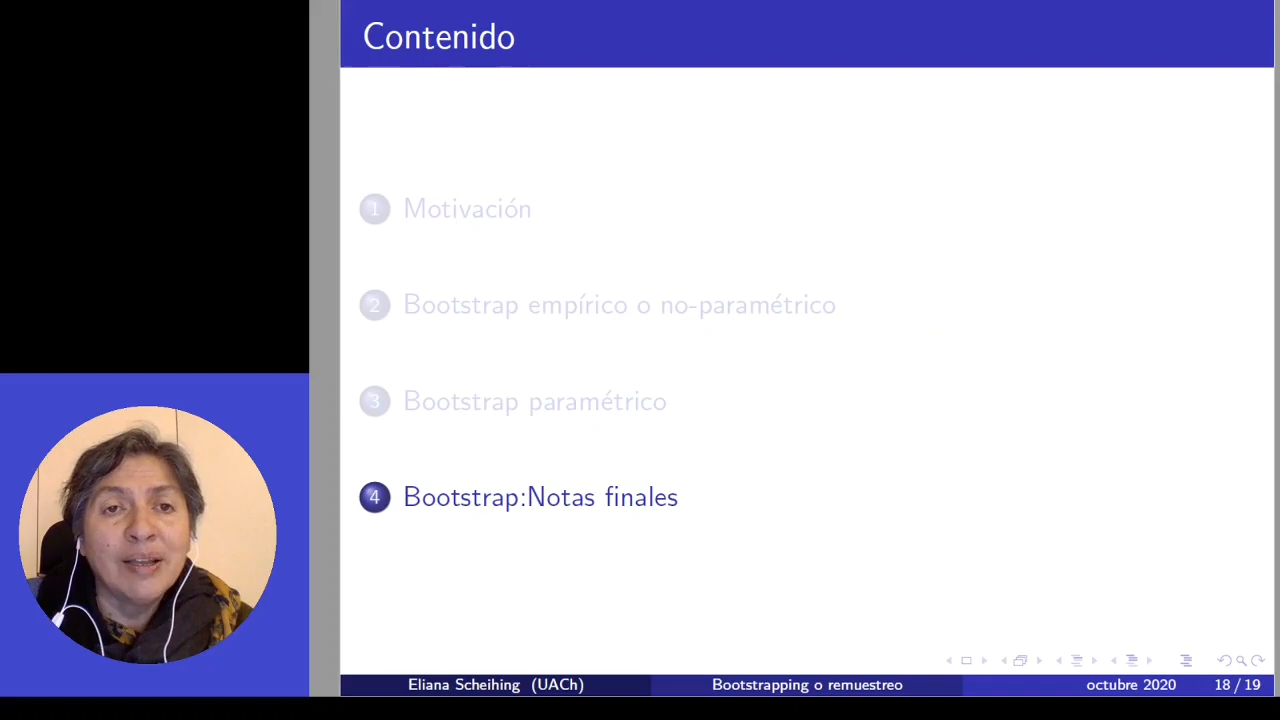 Contenido
1 Motivación
2 Bootstrap empírico o no-paramétrico
3 Bootstrap paramétrico
4 Bootstrap:Notas finales
Eliana Scheihing (UACh) Bootstrapping o remuestreo octubre 2020 18 / 19